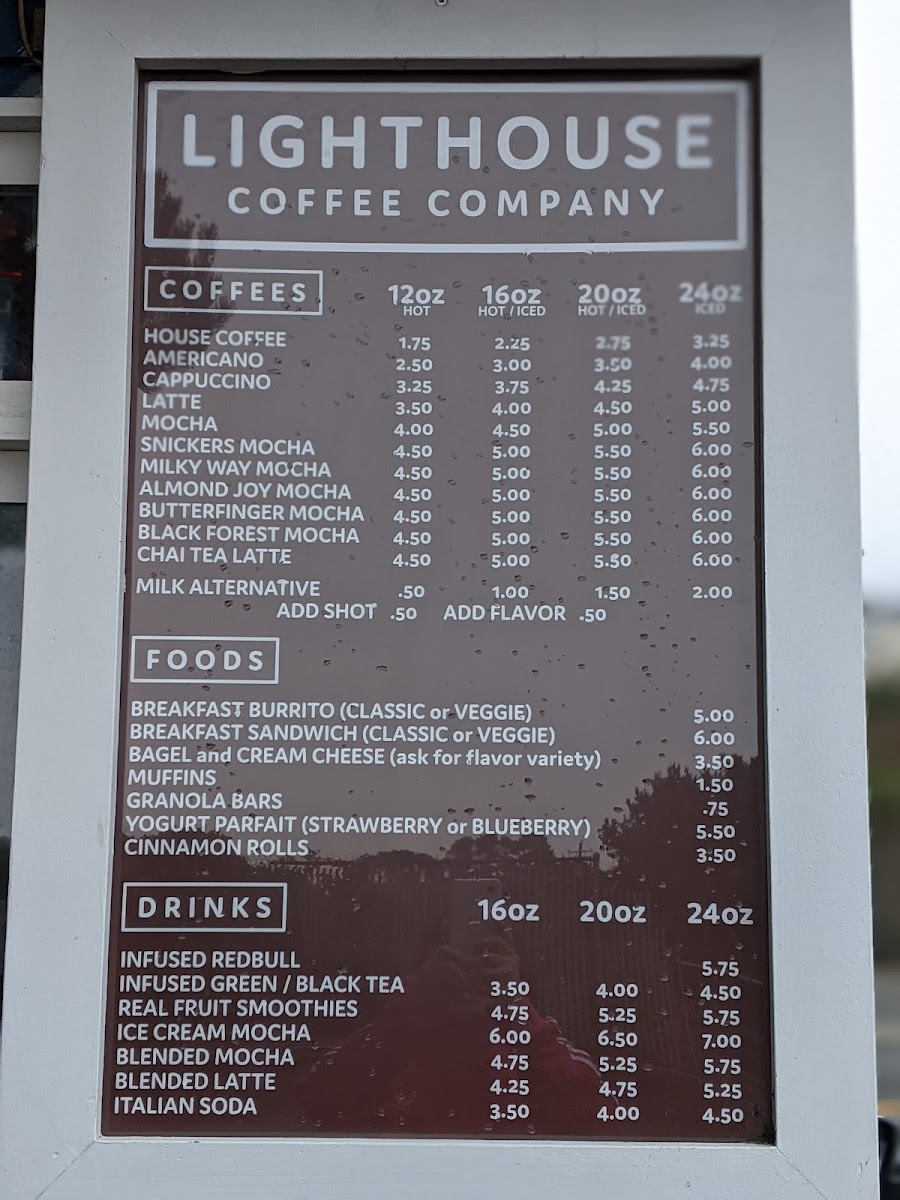 LIGHTHOUSE
COFFEE COMPANY
COFFEES 12oz 16oz 20oz 24oz
HOT HOT / ICED HOT / ICED ICED
HOUSE COFFEE 1.75 2.25 2.75 3.25
AMERICANO 2.50 3.00 3.50 4.00
CAPPUCCINO 3.25 3.75 4.25 4.75
LATTE 3.50 4.00 4.50 5.00
MOCHA 4.00 4.50 5.00 5.50
SNICKERS MOCHA 4.50 5.00 5.50 6.00
MILKY WAY MOCHA 4.50 5.00 5.50 6.00
ALMOND JOY MOCHA 4.50 5.00 5.50 6.00
BUTTERFINGER MOCHA 4.50 5.00 5.50 6.00
BLACK FOREST MOCHA 4.50 5.00 5.50 6.00
CHAI TEA LATTE 4.50 5.00 5.50 6.00
MILK ALTERNATIVE .50 1.00 1.50 2.00
ADD SHOT .50 ADD FLAVOR .50
FOODS
BREAKFAST BURRITO (CLASSIC or VEGGIE) 5.00
BREAKFAST SANDWICH (CLASSIC or VEGGIE) 6.00
BAGEL and CREAM CHEESE (ask for flavor variety) 3.50
MUFFINS 1.50
GRANOLA BARS .75
YOGURT PARFAIT (STRAWBERRY or BLUEBERRY) 5.50
CINNAMON ROLLS 3.50
DRINKS 16oz 20oz 24oz
INFUSED REDBULL 5.75
INFUSED GREEN / BLACK TEA 3.50 4.00 4.50
REAL FRUIT SMOOTHIES 4.75 5.25 5.75
ICE CREAM MOCHA 6.00 6.50 7.00
BLENDED MOCHA 4.75 5.25 5.75
BLENDED LATTE 4.25 4.75 5.25
ITALIAN SODA 3.50 4.00 4.50